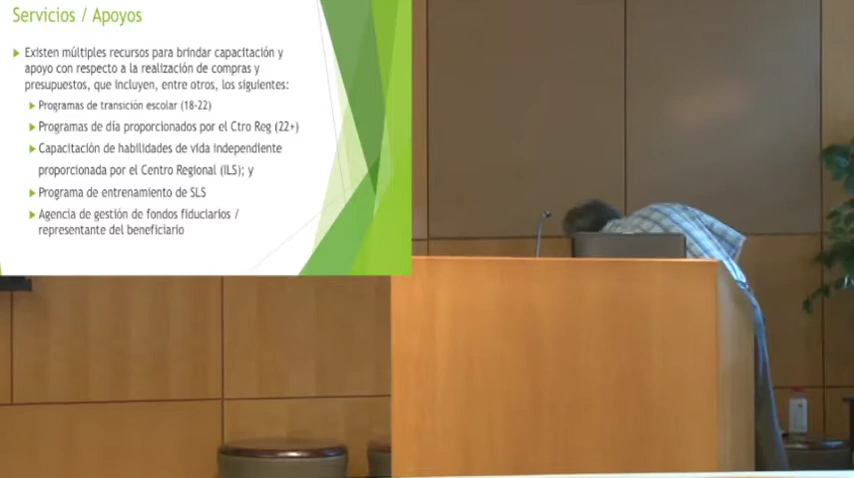 Servicios / Apoyos
Existen múltiples recursos para brindar capacitación y
apoyo con respecto a la realización de compras y
presupuestos, que incluyen, entre otros, los siguientes:
Programas de transición escolar (18-22)
Programas de día proporcionados por el Ctro Reg (22+)
Capacitación de habilidades de vida independiente
proporcionada por el Centro Regional (ILS); y
Programa de entrenamiento de SLS
Agencia de gestión de fondos fiduciarios /
representante del beneficiario